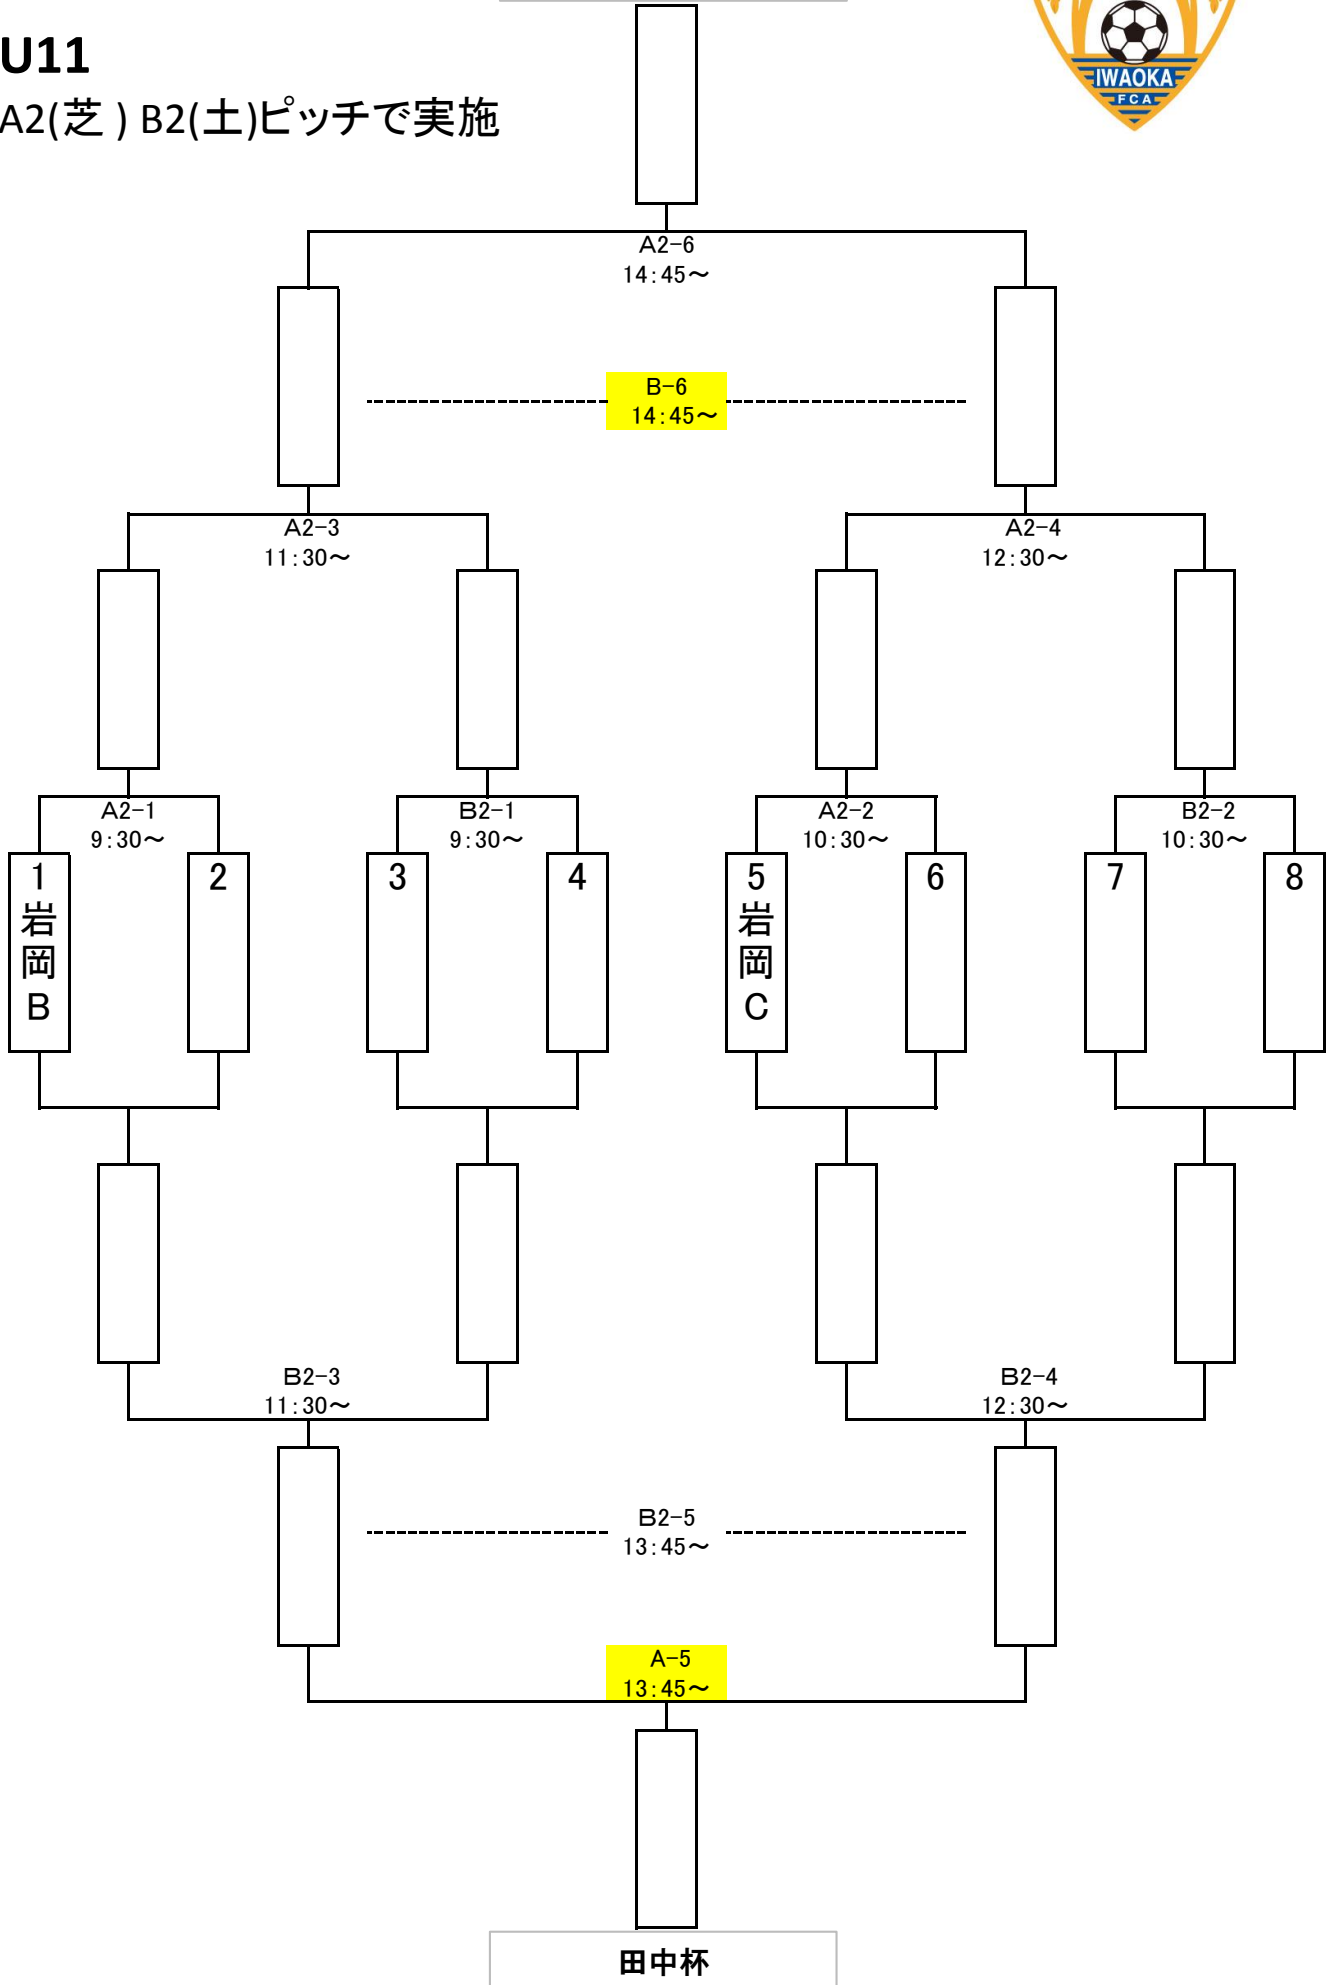 U11
A2(芝 ) B2(土)ピッチで実施
IWAOKA
FCA
A2-6
14:45～
B-6
14:45～
A2-3
11:30～
A2-4
12:30～
A2-1
9:30～
B2-1
9:30～
A2-2
10:30～
B2-2
10:30～
1
岩
岡
B
2
3
4
5
岩
岡
C
6
7
8
B2-3
11:30～
B2-4
12:30～
B2-5
13:45～
A-5
13:45～
田中杯